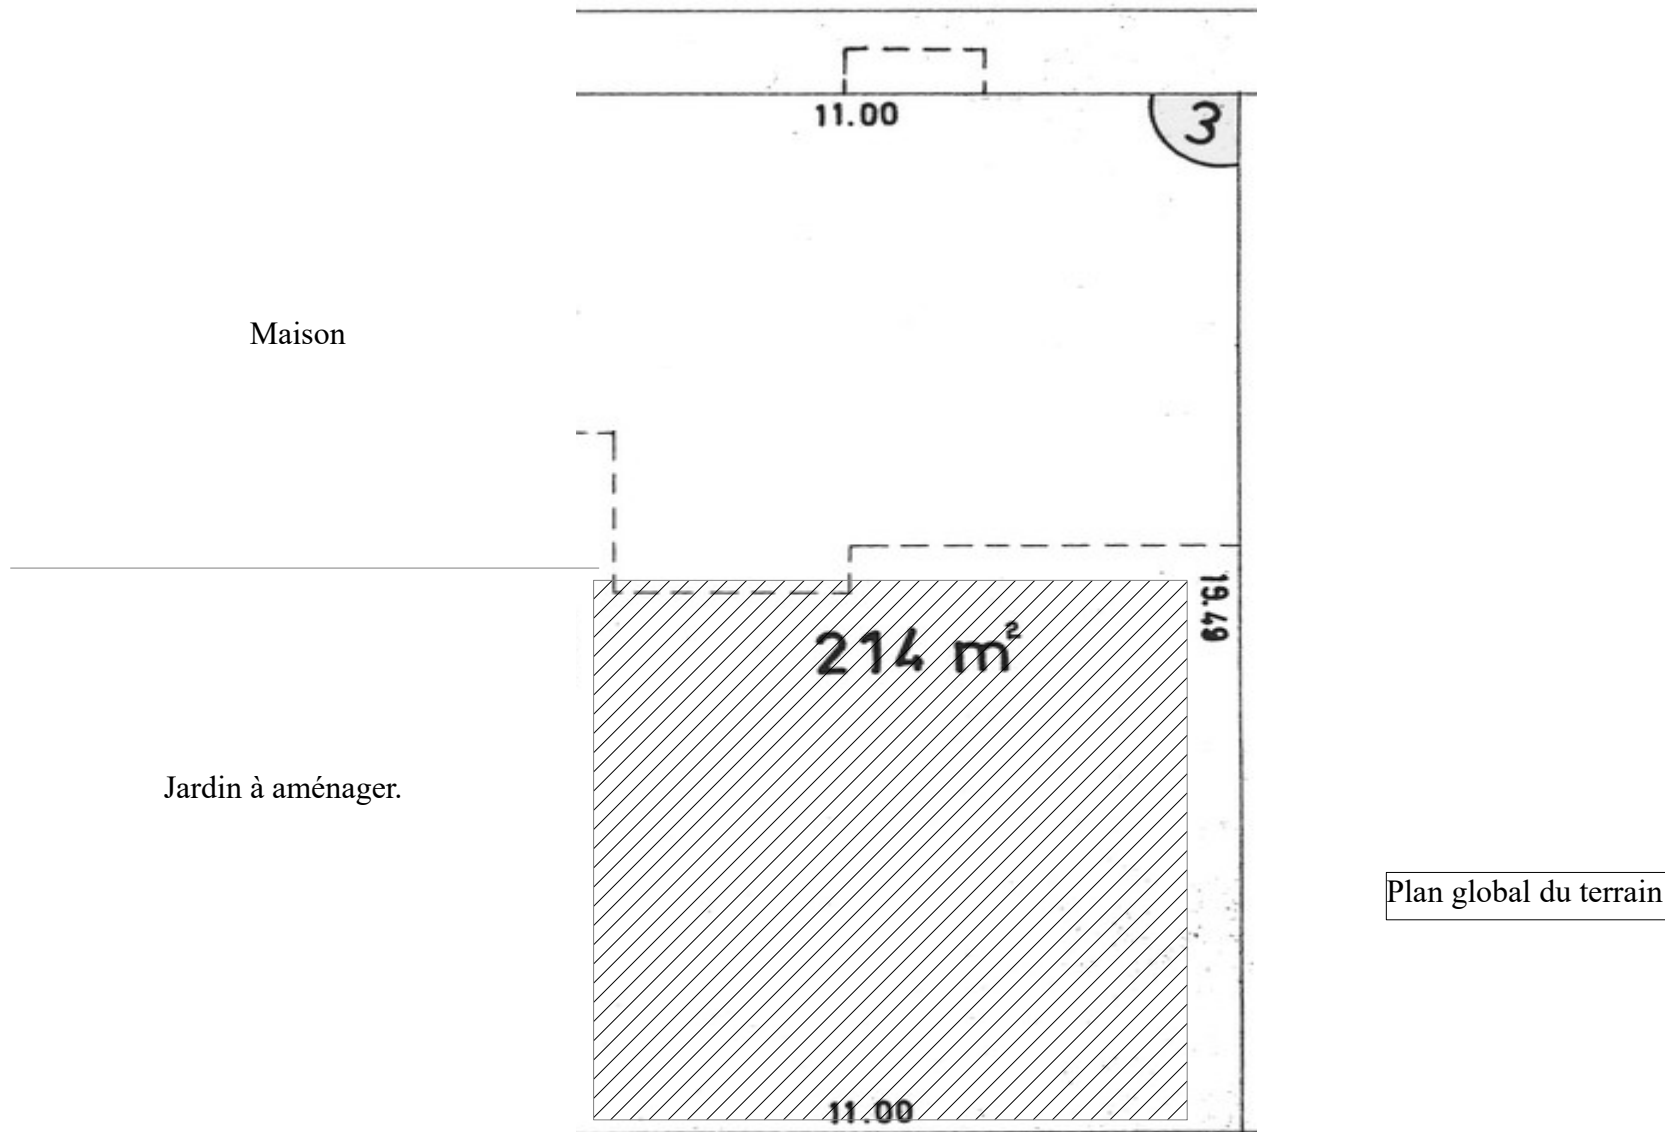 11.00
3
Maison
19.49
214 m²
Jardin à aménager.
Plan global du terrain
11.00